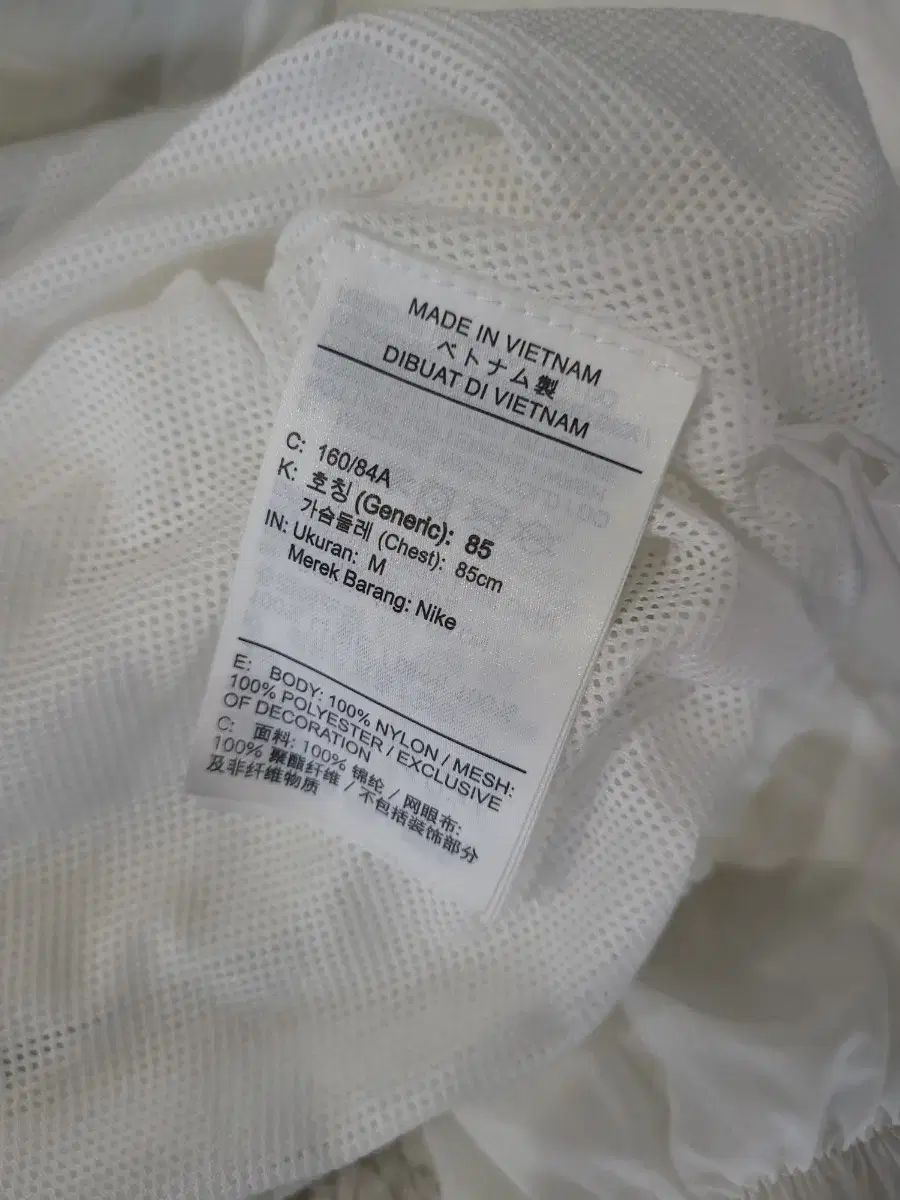 MADE IN VIETNAM
ベトナム製
DIBUAT DI VIETNAM
C: 160/84A
K: 호칭 (Generic): 85
가슴둘레 (Chest): 85cm
IN: Ukuran: M
Merek Barang: Nike
E: BODY: 100% NYLON / MESH:
100% POLYESTER / EXCLUSIVE
OF DECORATION
C: 面料: 100% 锦纶 / 网眼布:
100% 聚酯纤维 / 不包括装饰部分
及非纤维物质